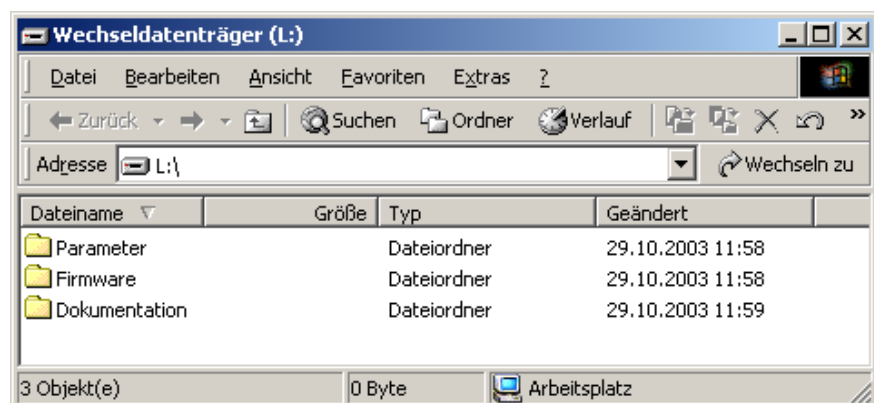 Wechseldatenträger (L:)
Datei Bearbeiten Ansicht Favoriten Extras ?
Zurück Suchen Ordner Verlauf »
Adresse L:\ Wechseln zu
Dateiname Größe Typ Geändert
Parameter Dateiordner 29.10.2003 11:58
Firmware Dateiordner 29.10.2003 11:58
Dokumentation Dateiordner 29.10.2003 11:59
3 Objekt(e) 0 Byte Arbeitsplatz